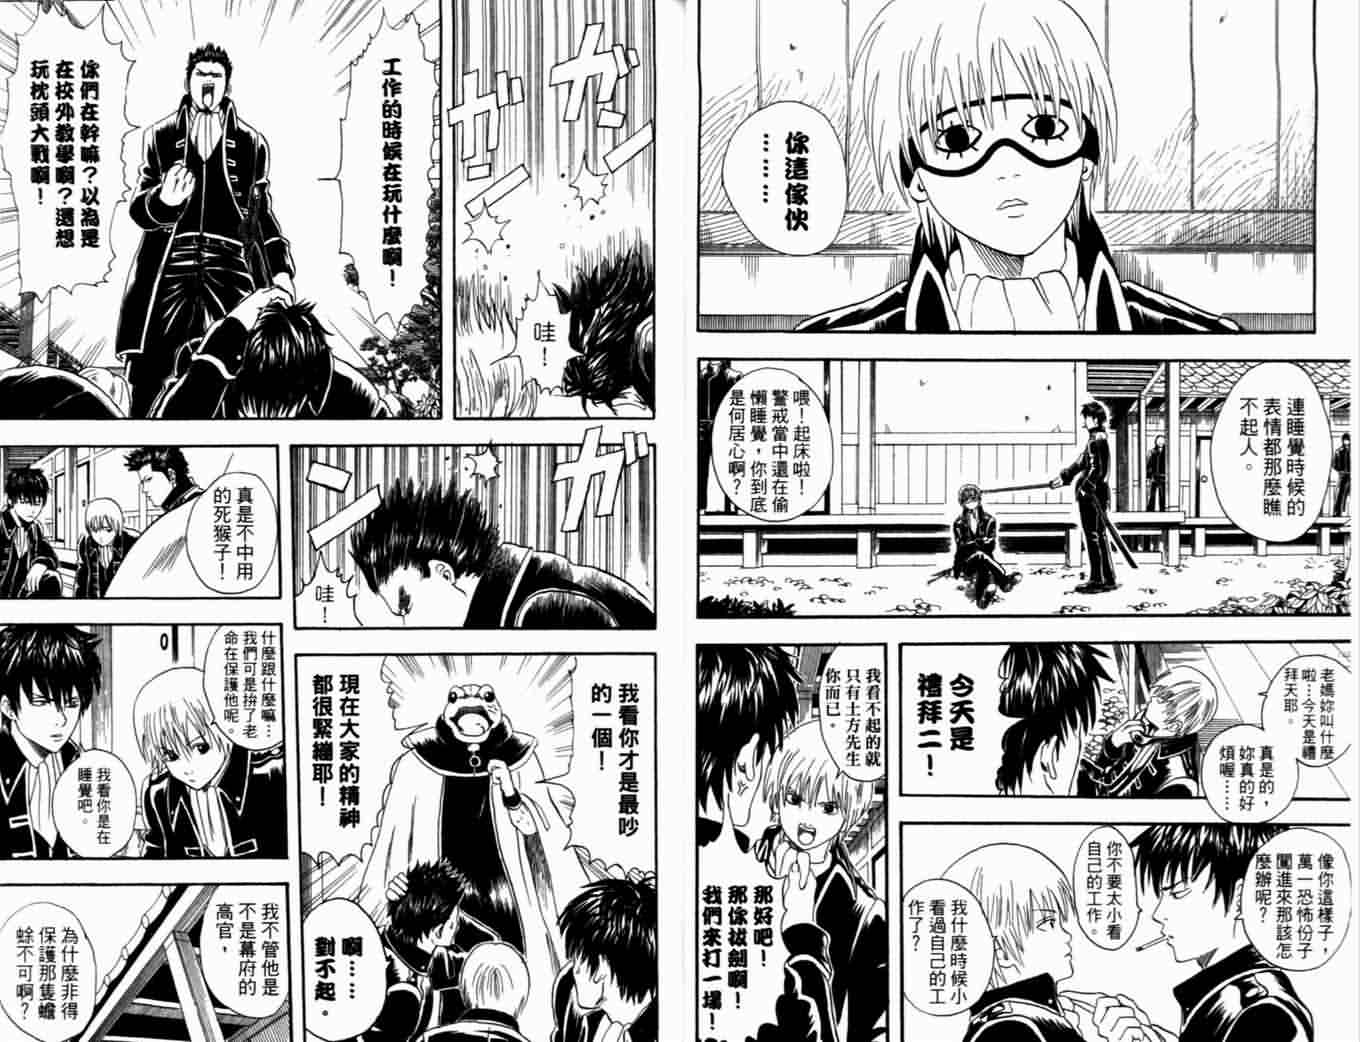 你這傢伙
…………
連睡覺時候的
表情都那麼瞧
不起人。
喂！起床啦！
警戒當中還在偷
懶睡覺，你到底
是何居心啊？
老媽妳叫什麼
啦…今天是禮
拜天耶。
真是的，
妳真的好
煩喔……
今天是
禮拜二！
像你這樣子，
萬一恐怖份子
闖進來那該怎
麼辦呢？
你不要太小看
自己的工作。
我什麼時候小
看過自己的工
作了？
我看不起的就
只有土方先生
你而已。
那好吧！
那你拔劍啊！
我們來打一場！
ガン
ガン
哇！
工作的時候在玩什麼啊！
你們在幹嘛？以為是
在校外教學啊？還想
玩枕頭大戰啊！
ガン
哇！
我看你才是最吵
的一個！
現在大家的精神
都很緊繃耶！
啊……
對不起。
真是不中用
的死猴子！
什麼跟什麼嘛…
我們可是拚了老
命在保護他呢。
我看你是在
睡覺吧。
我不管他是
不是幕府的
高官，
為什麼非得
保護那隻蟾
蜍不可啊？